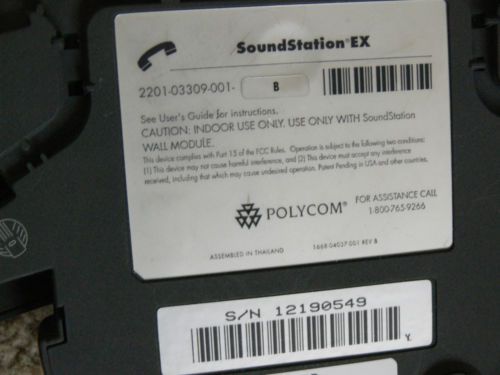 SoundStation® EX
2201-03309-001- B
See User's Guide for instructions.
CAUTION: INDOOR USE ONLY. USE ONLY WITH SoundStation
WALL MODULE.
This device complies with Part 15 of the FCC Rules. Operation is subject to the following two conditions:
(1) This device may not cause harmful interference, and (2) This device must accept any interference
received, including that which may cause undesired operation. Patent Pending in USA and other countries.
POLYCOM®
FOR ASSISTANCE CALL
1-800-765-9266
ASSEMBLED IN THAILAND
1668-04037-001 REV B
S/N 12190549
Y.